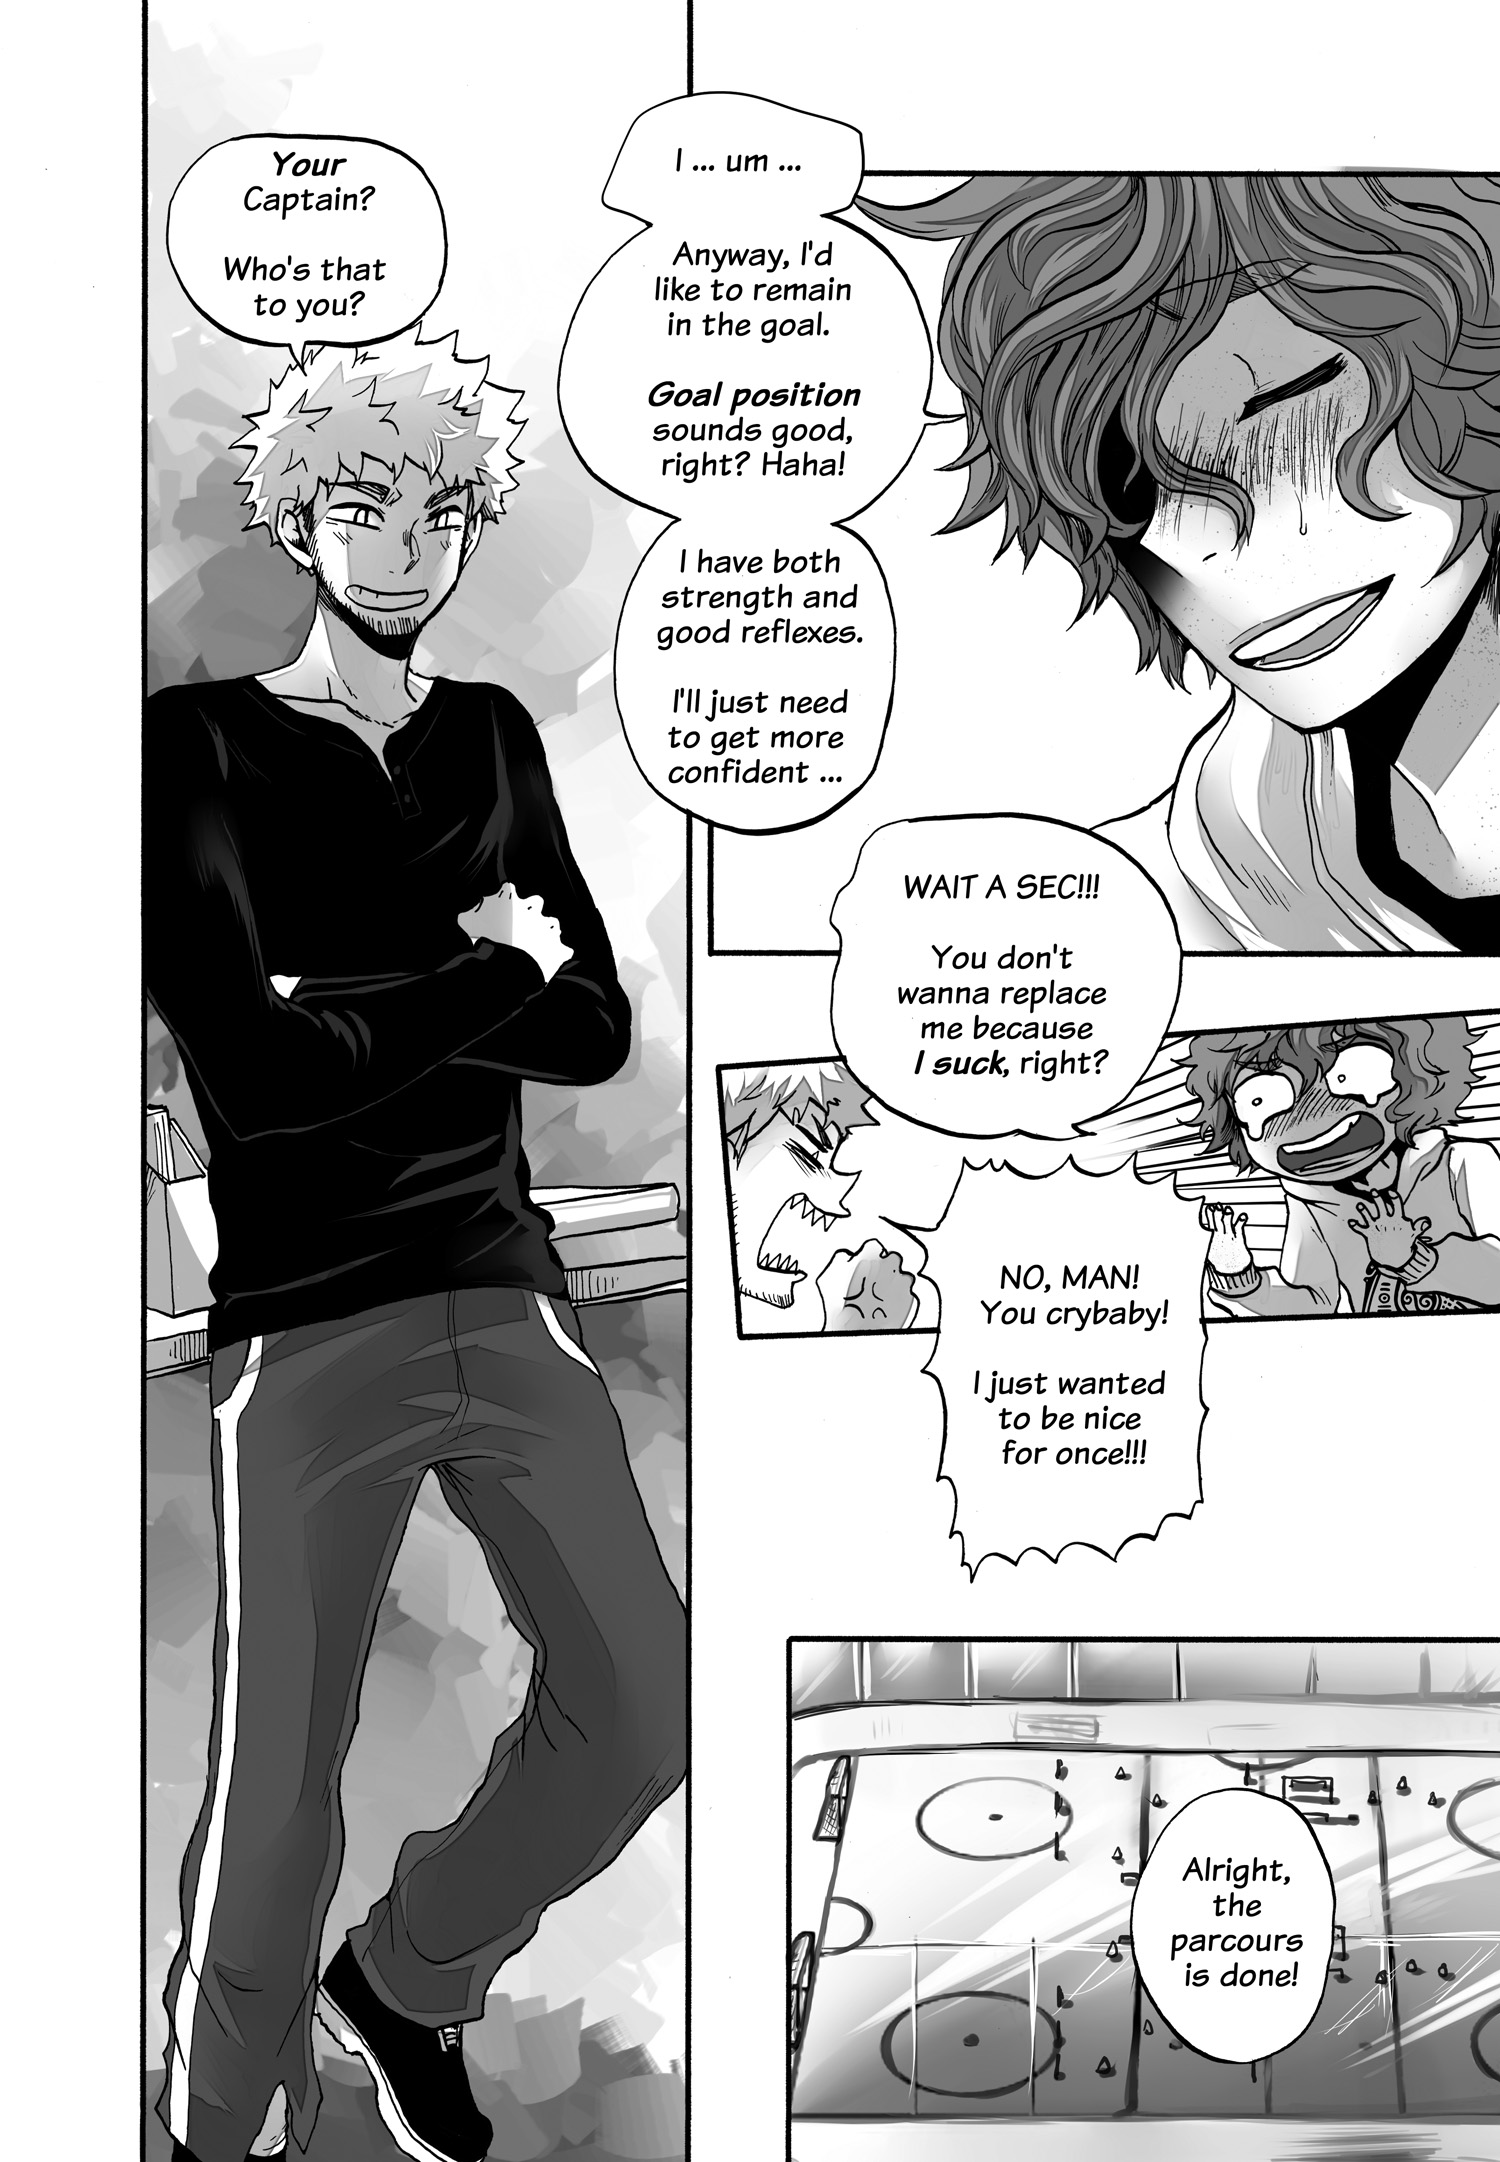 Your
Captain?
Who's that
to you?
I ... um ...
Anyway, I'd
like to remain
in the goal.
Goal position
sounds good,
right? Haha!
I have both
strength and
good reflexes.
I'll just need
to get more
confident ...
WAIT A SEC!!!
You don't
wanna replace
me because
I suck, right?
NO, MAN!
You crybaby!
I just wanted
to be nice
for once!!!
Alright,
the
parcours
is done!